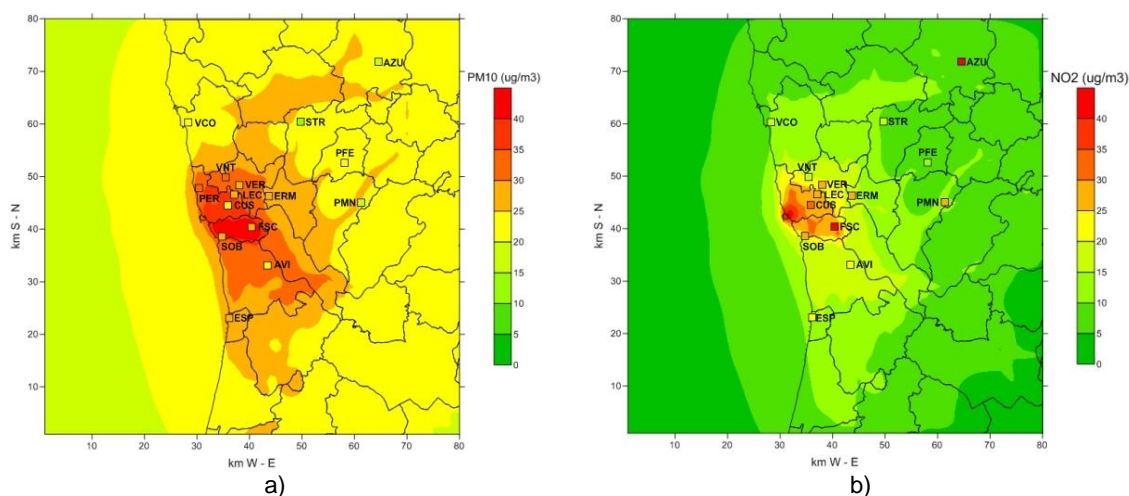 80
70
60
50
40
30
20
10
km S - N
10 20 30 40 50 60 70 80
km W - E
AZU
VCO
STR
PFE
VNT
VER
PER
LEC
ERM
CUS
PMN
FSC
SOB
AVI
ESP
PM10 (ug/m3)
40
35
30
25
20
15
10
5
0
a)
80
70
60
50
40
30
20
10
km S - N
10 20 30 40 50 60 70 80
km W - E
AZU
VCO
STR
PFE
VNT
VER
LEC
ERM
CUS
PMN
FSC
SOB
AVI
ESP
NO2 (ug/m3)
40
35
30
25
20
15
10
5
0
b)